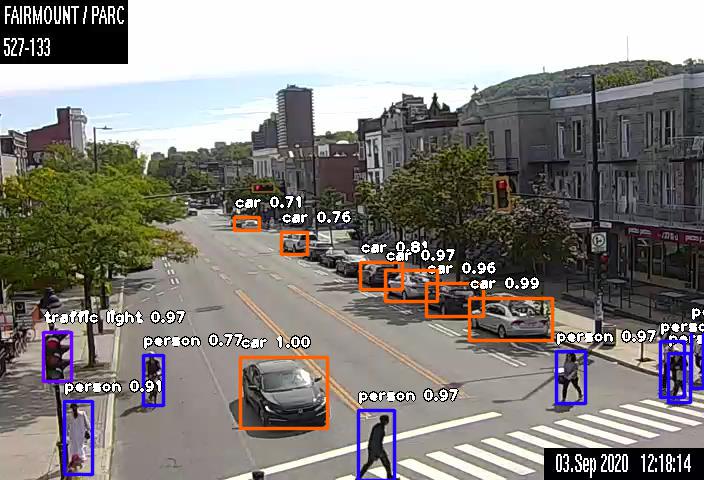 FAIRMOUNT / PARC
527-133
car 0.71
car 0.76
car 0.81
car 0.97
car 0.96
car 0.99
traffic light 0.97
person 0.77
car 1.00
person 0.97
person 0.91
person 0.97
03.Sep 2020 12:18:14